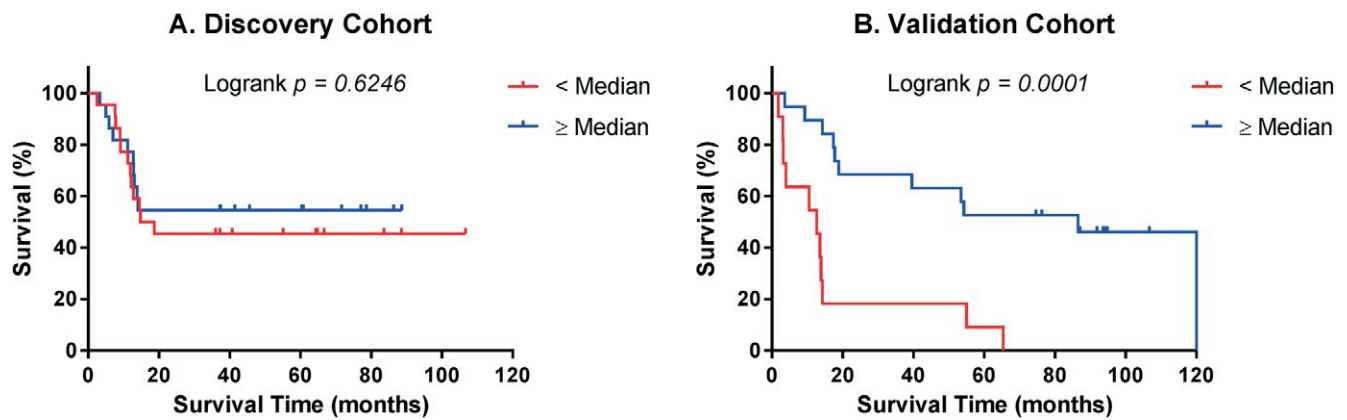 A. Discovery Cohort
Logrank p = 0.6246
< Median
≥ Median
100
80
60
40
20
0
Survival (%)
0 20 40 60 80 100 120
Survival Time (months)
B. Validation Cohort
Logrank p = 0.0001
< Median
≥ Median
100
80
60
40
20
0
Survival (%)
0 20 40 60 80 100 120
Survival Time (months)